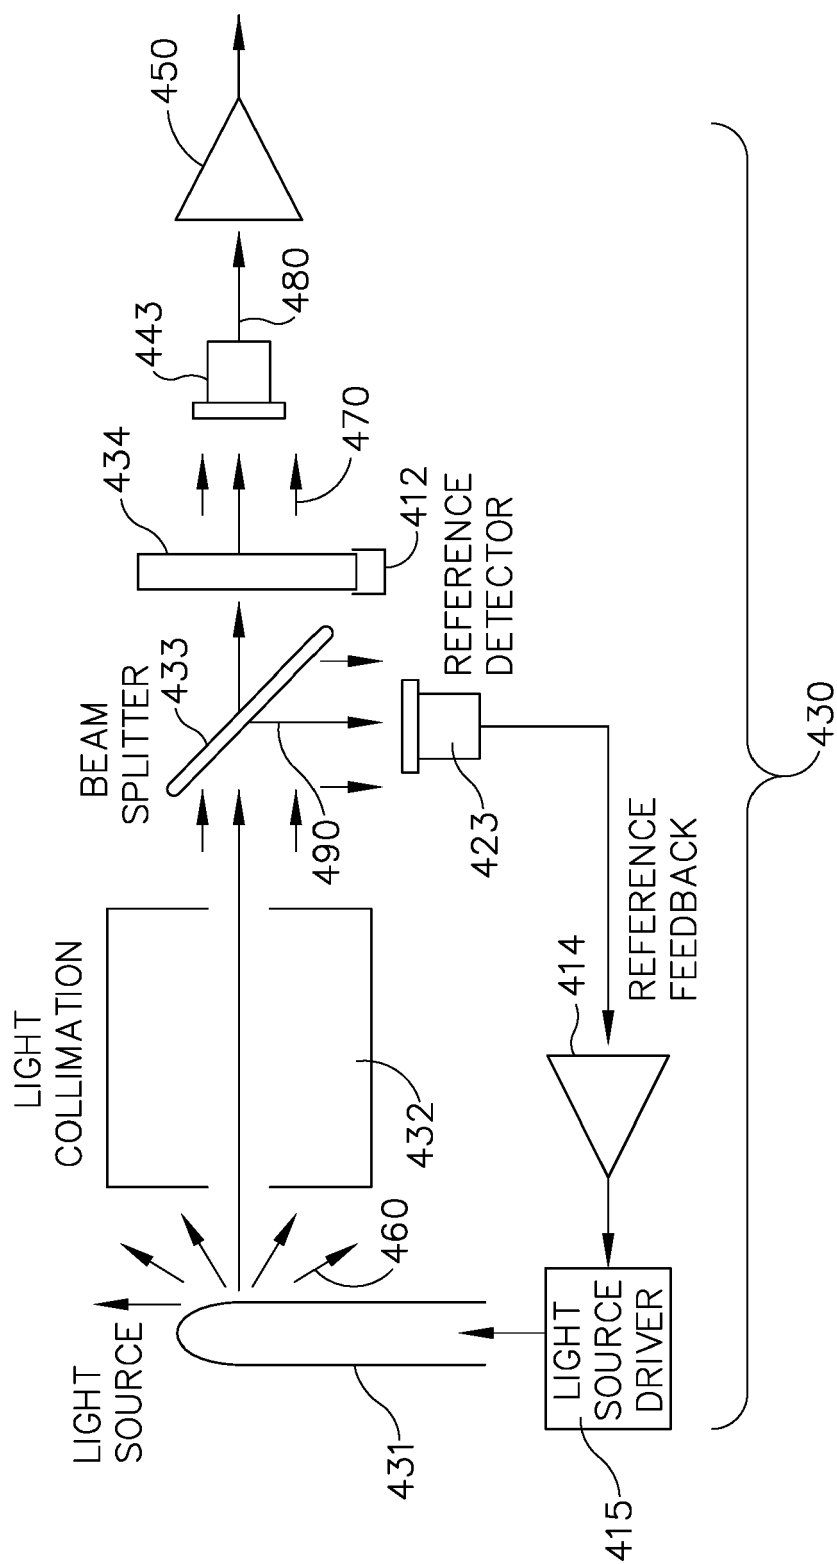 LIGHT
SOURCE
LIGHT
COLLIMATION
BEAM
SPLITTER
433
434
443
450
460
432
490
412
470
480
431
423
REFERENCE
DETECTOR
414
REFERENCE
FEEDBACK
LIGHT
SOURCE
DRIVER
415
430